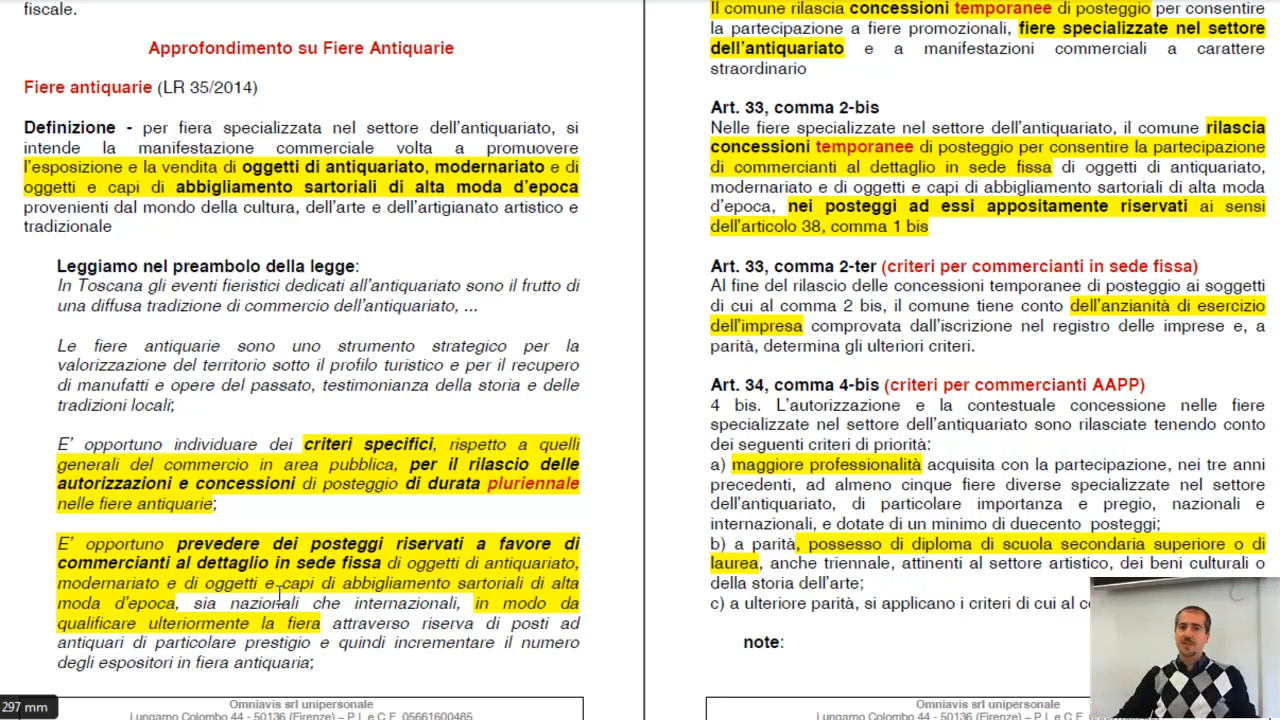 fiscale.
Approfondimento su Fiere Antiquarie
Fiere antiquarie (LR 35/2014)
Definizione - per fiera specializzata nel settore dell'antiquariato, si
intende la manifestazione commerciale volta a promuovere
l'esposizione e la vendita di oggetti di antiquariato, modernariato e di
oggetti e capi di abbigliamento sartoriali di alta moda d'epoca
provenienti dal mondo della cultura, dell'arte e dell'artigianato artistico e
tradizionale
Leggiamo nel preambolo della legge:
In Toscana gli eventi fieristici dedicati all'antiquariato sono il frutto di
una diffusa tradizione di commercio dell'antiquariato, ...
Le fiere antiquarie sono uno strumento strategico per la
valorizzazione del territorio sotto il profilo turistico e per il recupero
di manufatti e opere del passato, testimonianza della storia e delle
tradizioni locali;
E' opportuno individuare dei criteri specifici, rispetto a quelli
generali del commercio in area pubblica, per il rilascio delle
autorizzazioni e concessioni di posteggio di durata pluriennale
nelle fiere antiquarie;
E' opportuno prevedere dei posteggi riservati a favore di
commercianti al dettaglio in sede fissa di oggetti di antiquariato,
modernariato e di oggetti e capi di abbigliamento sartoriali di alta
moda d'epoca, sia nazionali che internazionali, in modo da
qualificare ulteriormente la fiera attraverso riserva di posti ad
antiquari di particolare prestigio e quindi incrementare il numero
degli espositori in fiera antiquaria;
297 mm
Omniavis srl unipersonale
Lungarno Colombo 44 - 50136 (Firenze) – P.I. e C.F. 05661600485
Il comune rilascia concessioni temporanee di posteggio per consentire
la partecipazione a fiere promozionali, fiere specializzate nel settore
dell'antiquariato e a manifestazioni commerciali a carattere
straordinario
Art. 33, comma 2-bis
Nelle fiere specializzate nel settore dell'antiquariato, il comune rilascia
concessioni temporanee di posteggio per consentire la partecipazione
di commercianti al dettaglio in sede fissa di oggetti di antiquariato,
modernariato e di oggetti e capi di abbigliamento sartoriali di alta moda
d'epoca, nei posteggi ad essi appositamente riservati ai sensi
dell'articolo 38, comma 1 bis
Art. 33, comma 2-ter (criteri per commercianti in sede fissa)
Al fine del rilascio delle concessioni temporanee di posteggio ai soggetti
di cui al comma 2 bis, il comune tiene conto dell'anzianità di esercizio
dell'impresa comprovata dall'iscrizione nel registro delle imprese e, a
parità, determina gli ulteriori criteri.
Art. 34, comma 4-bis (criteri per commercianti AAPP)
4 bis. L'autorizzazione e la contestuale concessione nelle fiere
specializzate nel settore dell'antiquariato sono rilasciate tenendo conto
dei seguenti criteri di priorità:
a) maggiore professionalità acquisita con la partecipazione, nei tre anni
precedenti, ad almeno cinque fiere diverse specializzate nel settore
dell'antiquariato, di particolare importanza e pregio, nazionali e
internazionali, e dotate di un minimo di duecento posteggi;
b) a parità, possesso di diploma di scuola secondaria superiore o di
laurea, anche triennale, attinenti al settore artistico, dei beni culturali o
della storia dell'arte;
c) a ulteriore parità, si applicano i criteri di cui al
note:
Omniavis srl unipersonale
Lungarno Colombo 44 - 50136 (Firenze) – P.I. e C.F.